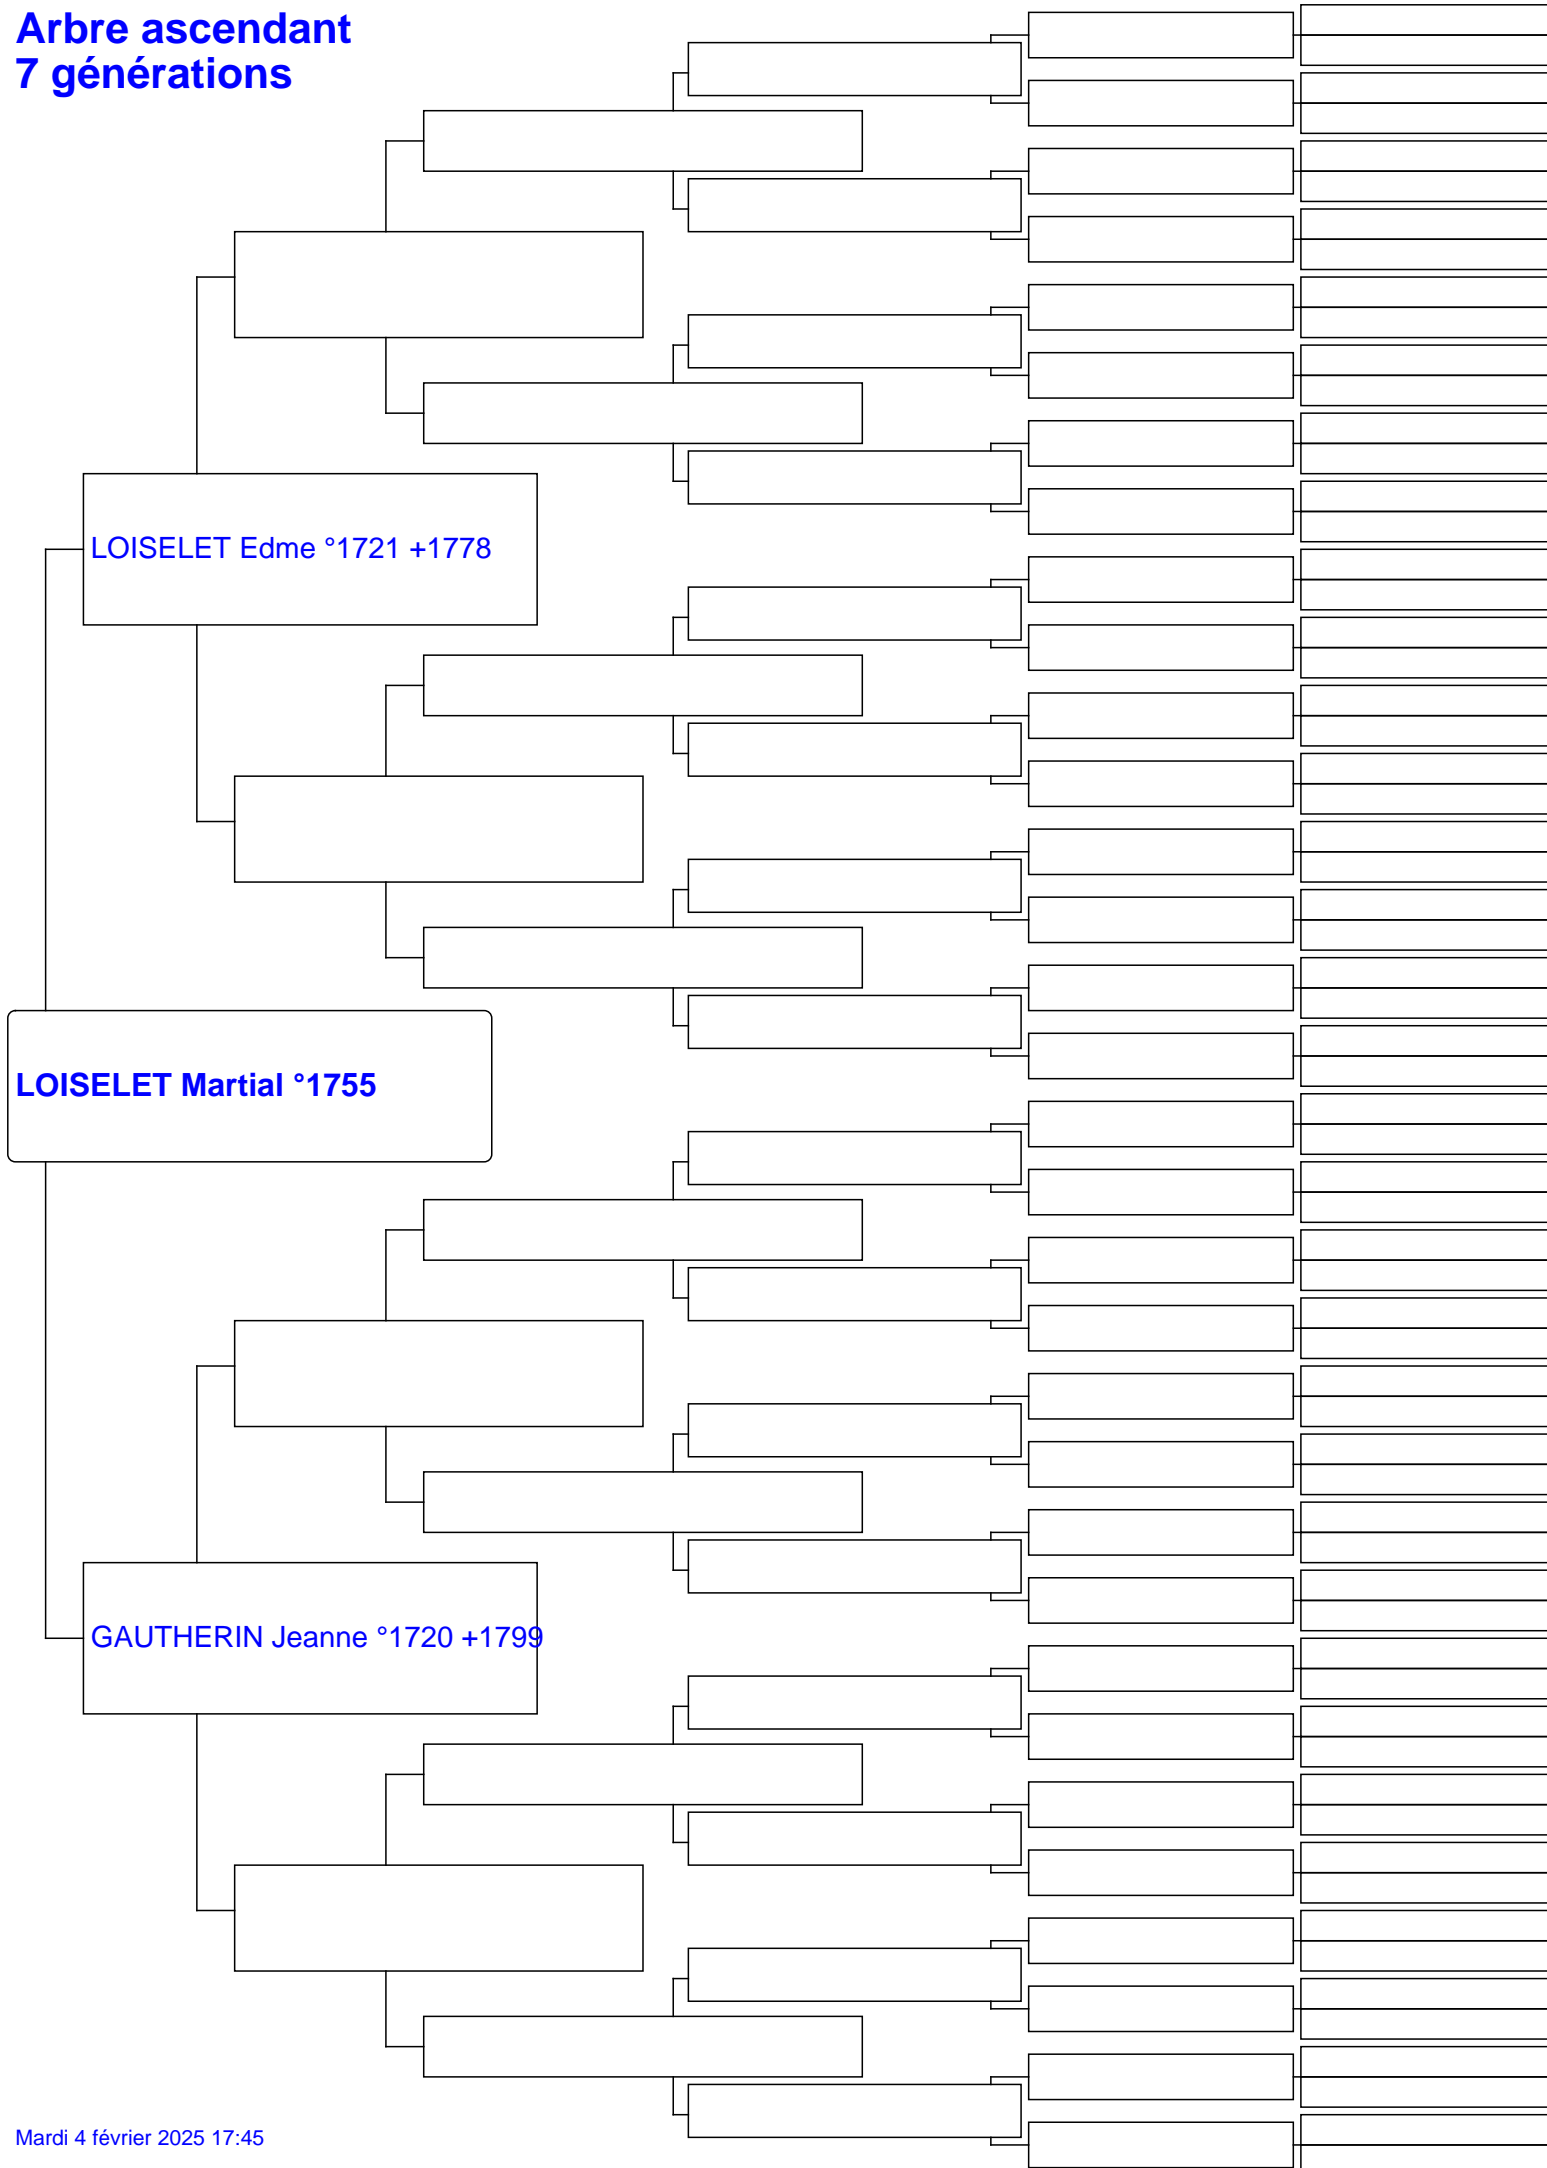 Arbre ascendant
7 générations
LOISELET Edme °1721 +1778
LOISELET Martial °1755
GAUTHERIN Jeanne °1720 +1799
Mardi 4 février 2025 17:45